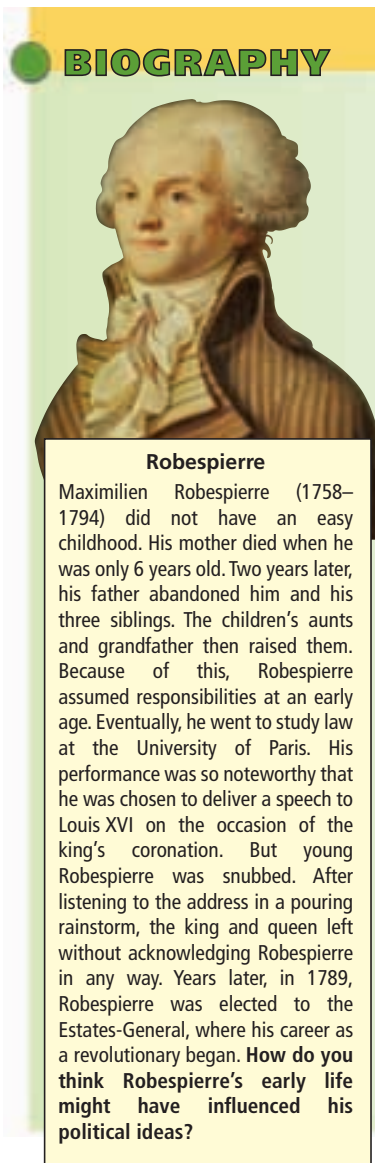 BIOGRAPHY
Robespierre
Maximilien Robespierre (1758–
1794) did not have an easy
childhood. His mother died when he
was only 6 years old. Two years later,
his father abandoned him and his
three siblings. The children’s aunts
and grandfather then raised them.
Because of this, Robespierre
assumed responsibilities at an early
age. Eventually, he went to study law
at the University of Paris. His
performance was so noteworthy that
he was chosen to deliver a speech to
Louis XVI on the occasion of the
king’s coronation. But young
Robespierre was snubbed. After
listening to the address in a pouring
rainstorm, the king and queen left
without acknowledging Robespierre
in any way. Years later, in 1789,
Robespierre was elected to the
Estates-General, where his career as
a revolutionary began. How do you
think Robespierre’s early life
might have influenced his
political ideas?